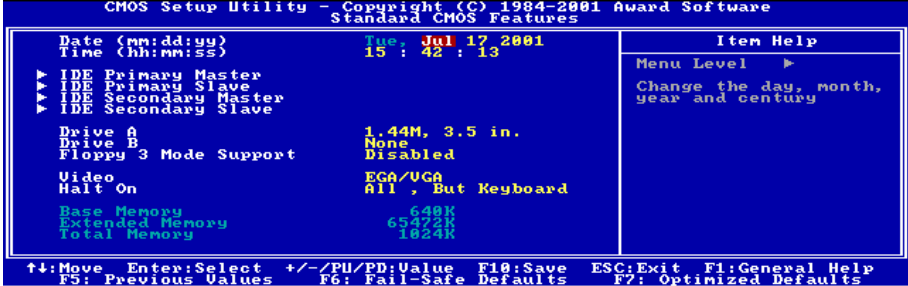 CMOS Setup Utility - Copyright (C) 1984-2001 Award Software
Standard CMOS Features
Date (mm:dd:yy) Tue, Jul 17 2001
Time (hh:mm:ss) 15 : 42 : 13
► IDE Primary Master
► IDE Primary Slave
► IDE Secondary Master
► IDE Secondary Slave
Drive A 1.44M, 3.5 in.
Drive B None
Floppy 3 Mode Support Disabled
Video EGA/VGA
Halt On All , But Keyboard
Base Memory 640K
Extended Memory 65472K
Total Memory 1024K
Item Help
Menu Level ►
Change the day, month,
year and century
↑↓:Move Enter:Select +/-/PU/PD:Value F10:Save ESC:Exit F1:General Help
F5: Previous Values F6: Fail-Safe Defaults F7: Optimized Defaults